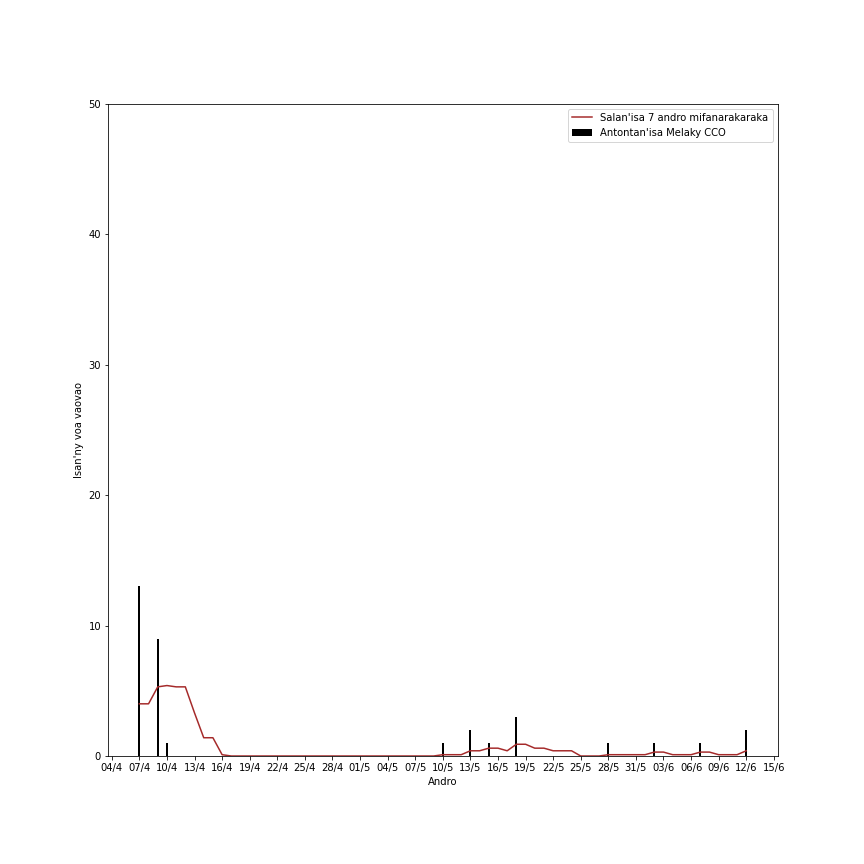 50
Salan'isa 7 andro mifanarakaraka
Antontan'isa Melaky CCO
40
30
20
10
0
Isan'ny voa vaovao
04/4 07/4 10/4 13/4 16/4 19/4 22/4 25/4 28/4 01/5 04/5 07/5 10/5 13/5 16/5 19/5 22/5 25/5 28/5 31/5 03/6 06/6 09/6 12/6 15/6
Andro